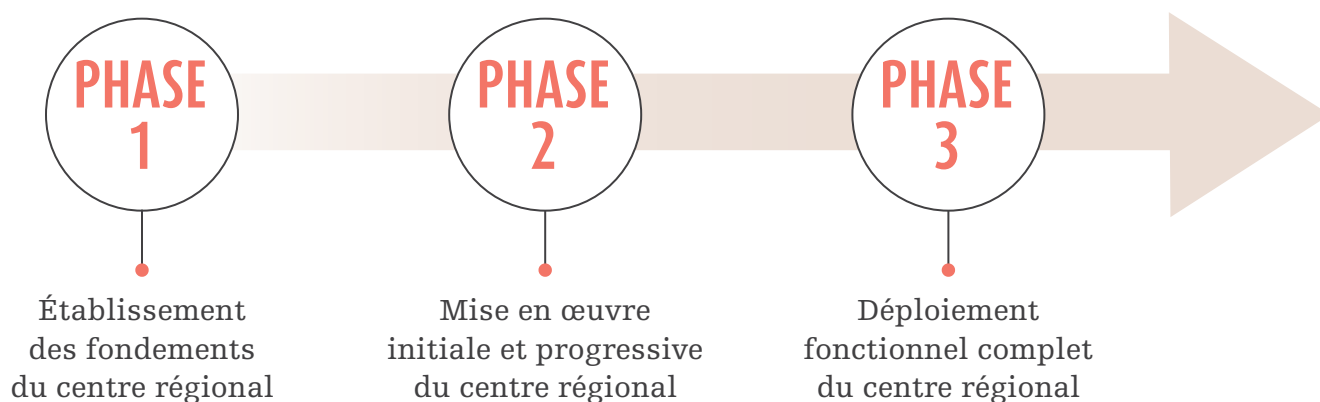 PHASE
1
Établissement
des fondements
du centre régional
PHASE
2
Mise en œuvre
initiale et progressive
du centre régional
PHASE
3
Déploiement
fonctionnel complet
du centre régional